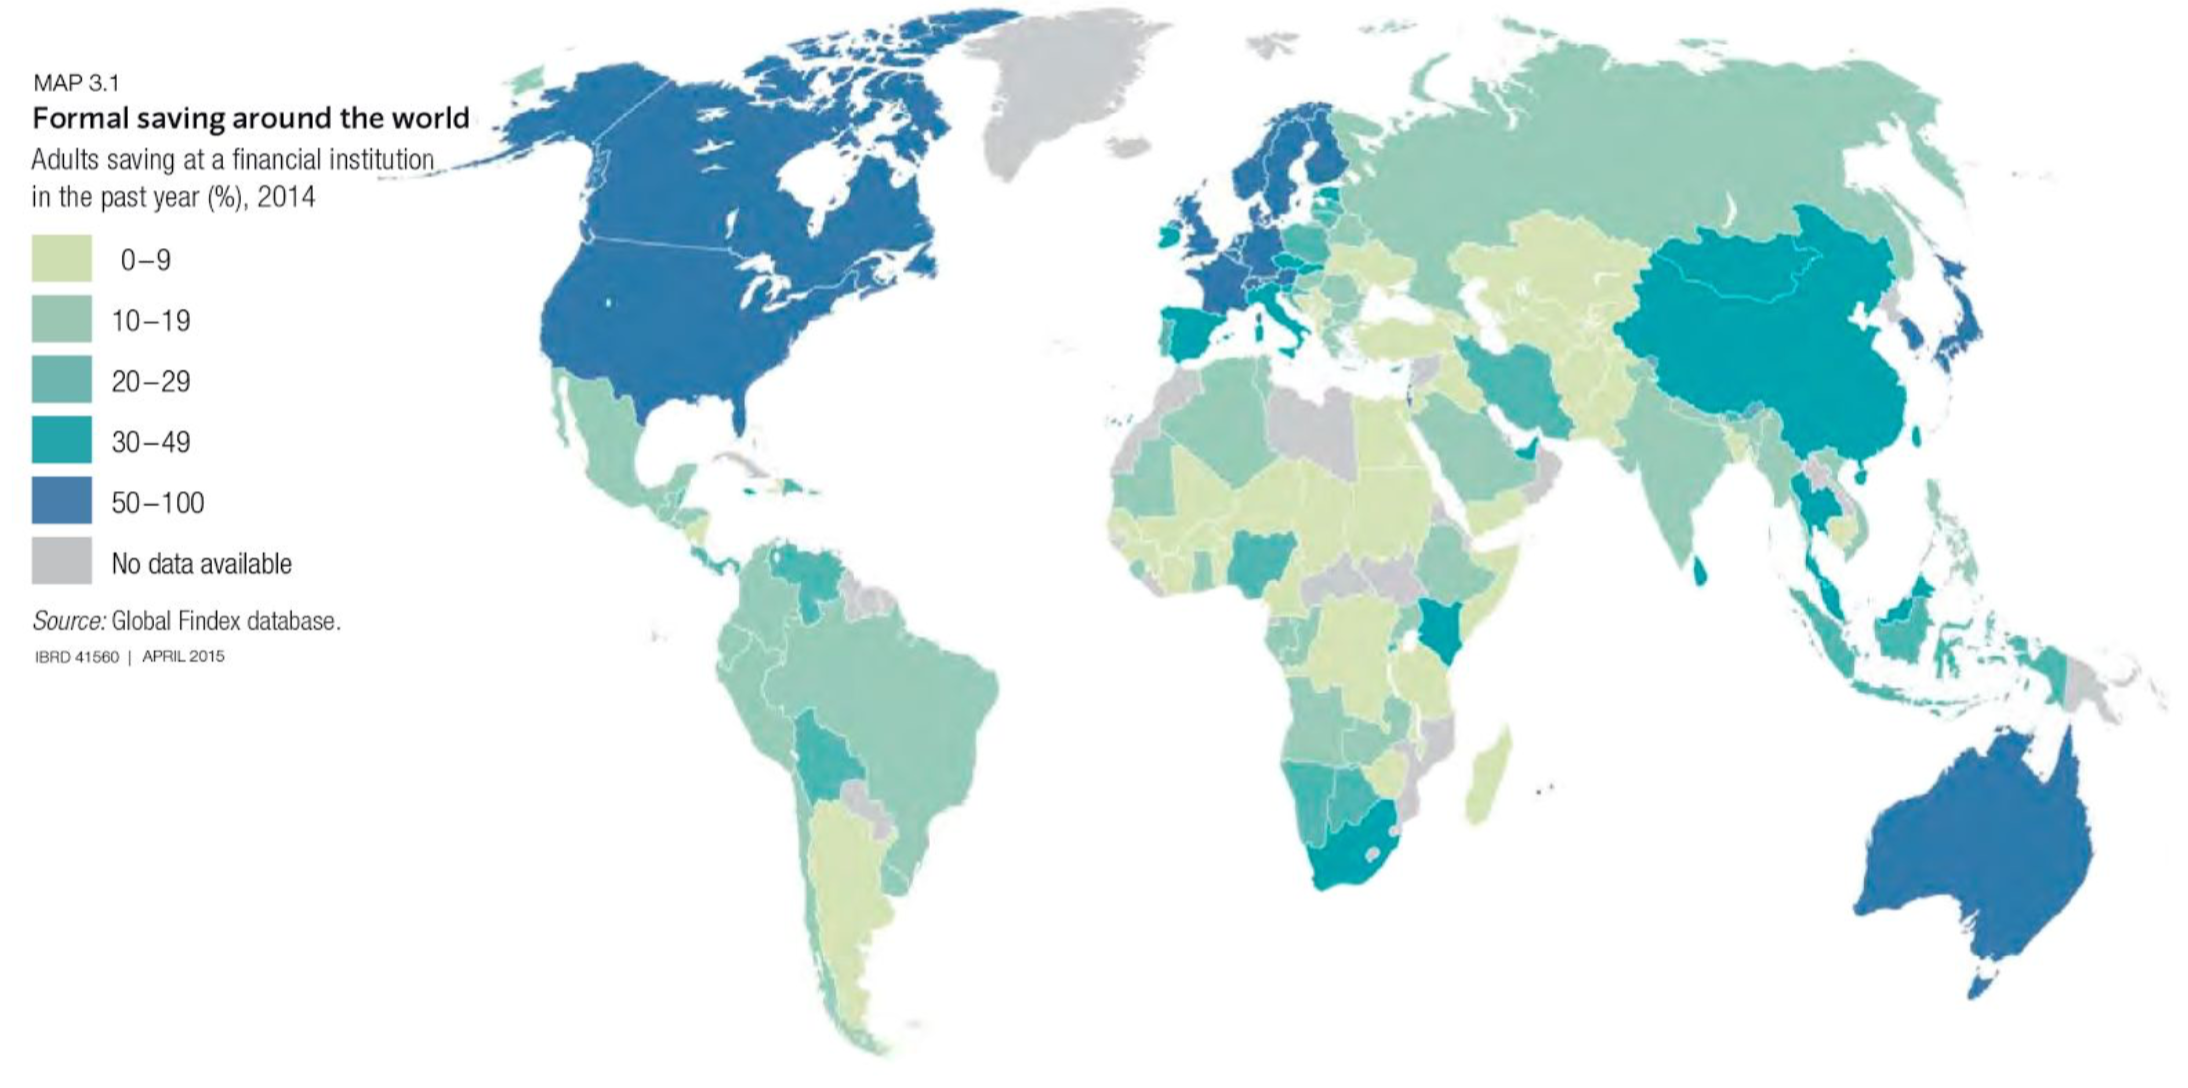 MAP 3.1
Formal saving around the world
Adults saving at a financial institution
in the past year (%), 2014
0–9
10–19
20–29
30–49
50–100
No data available
Source: Global Findex database.
IBRD 41560 | APRIL 2015